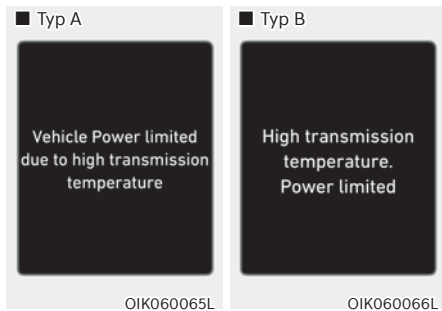 ■ Typ A
Vehicle Power limited
due to high transmission
temperature
OIK060065L
■ Typ B
High transmission
temperature.
Power limited
OIK060066L